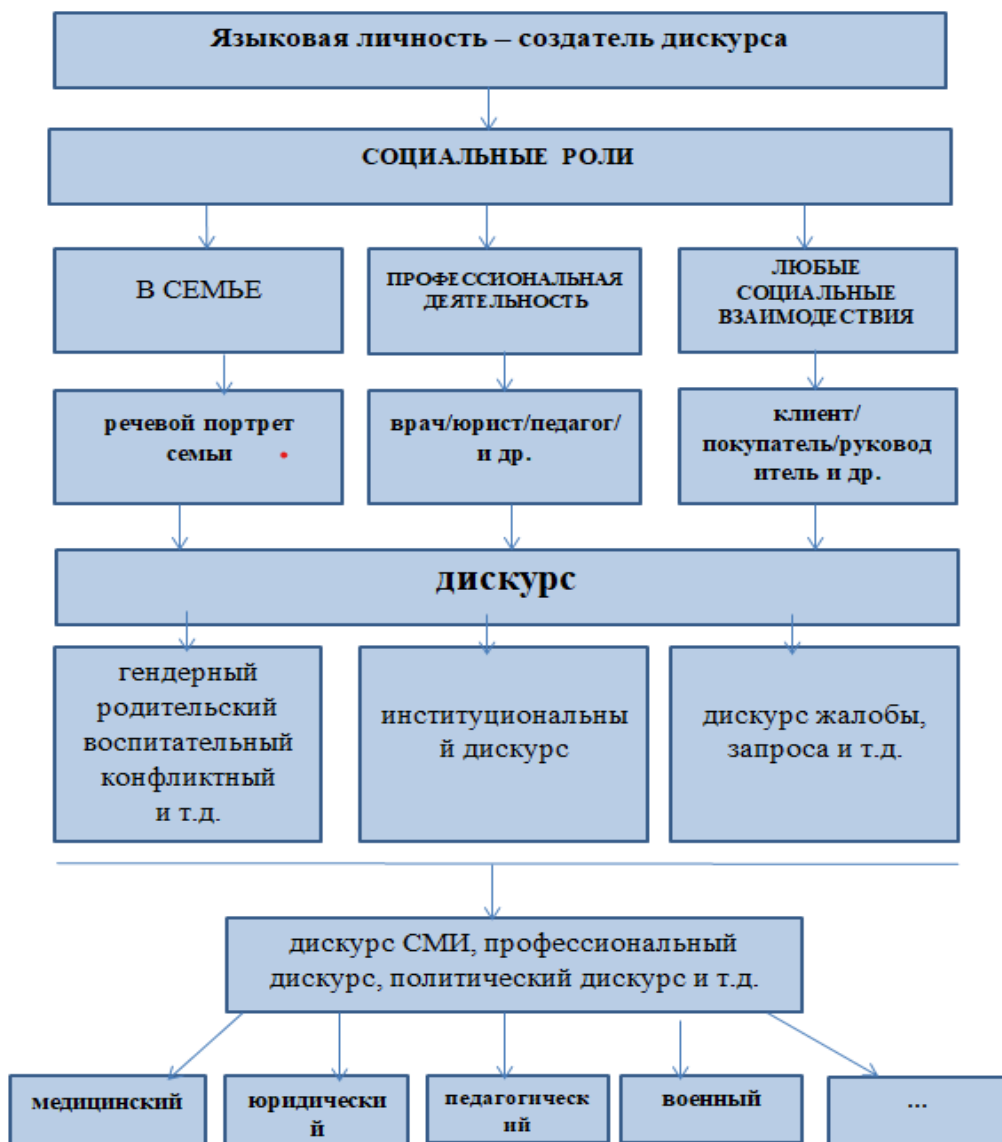 Языковая личность – создатель дискурса
СОЦИАЛЬНЫЕ РОЛИ
В СЕМЬЕ
ПРОФЕССИОНАЛЬНАЯ
ДЕЯТЕЛЬНОСТЬ
ЛЮБЫЕ
СОЦИАЛЬНЫЕ
ВЗАИМОДЕСТВИЯ
речевой портрет
семьи
врач/юрист/педагог/
и др.
клиент/
покупатель/руковод
итель и др.
дискурс
гендерный
родительский
воспитательный
конфликтный
и т.д.
институциональны
й дискурс
дискурс жалобы,
запроса и т.д.
дискурс СМИ, профессиональный
дискурс, политический дискурс и т.д.
медицинский
юридически
й
педагогическ
ий
военный
...